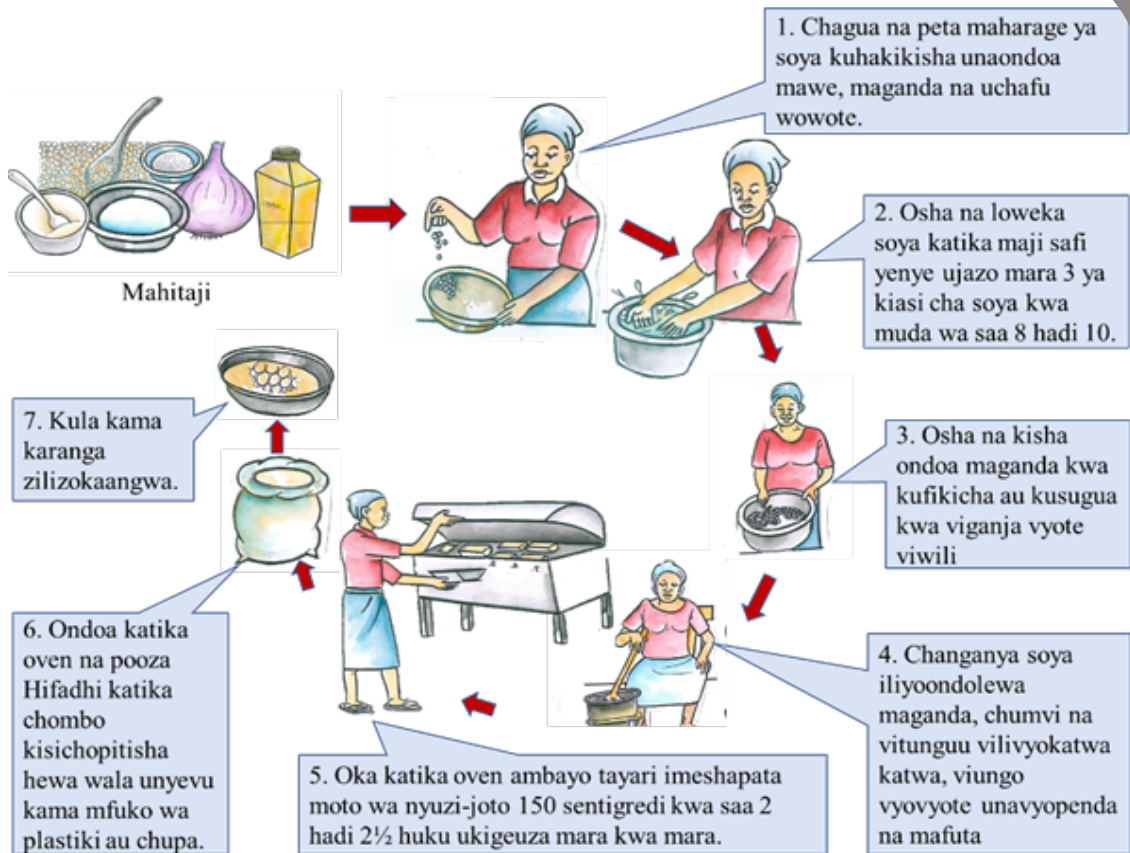 Mahitaji
1. Chagua na peta maharage ya
soya kuhakikisha unaondoa
mawe, maganda na uchafu
wowote.
2. Osha na loweka
soya katika maji safi
yenye ujazo mara 3 ya
kiasi cha soya kwa
muda wa saa 8 hadi 10.
3. Osha na kisha
ondoa maganda kwa
kufikicha au kusugua
kwa viganja vyote
viwili
4. Changanya soya
iliyoondolewa
maganda, chumvi na
vitunguu vilivyokatwa
katwa, viungo
vyovyote unavyopenda
na mafuta
5. Oka katika oven ambayo tayari imeshapata
moto wa nyuzi-joto 150 sentigredi kwa saa 2
hadi 2½ huku ukigeuza mara kwa mara.
6. Ondoa katika
oven na pooza
Hifadhi katika
chombo
kisichopitisha
hewa wala unyevu
kama mfuko wa
plastiki au chupa.
7. Kula kama
karanga
zilizokaangwa.